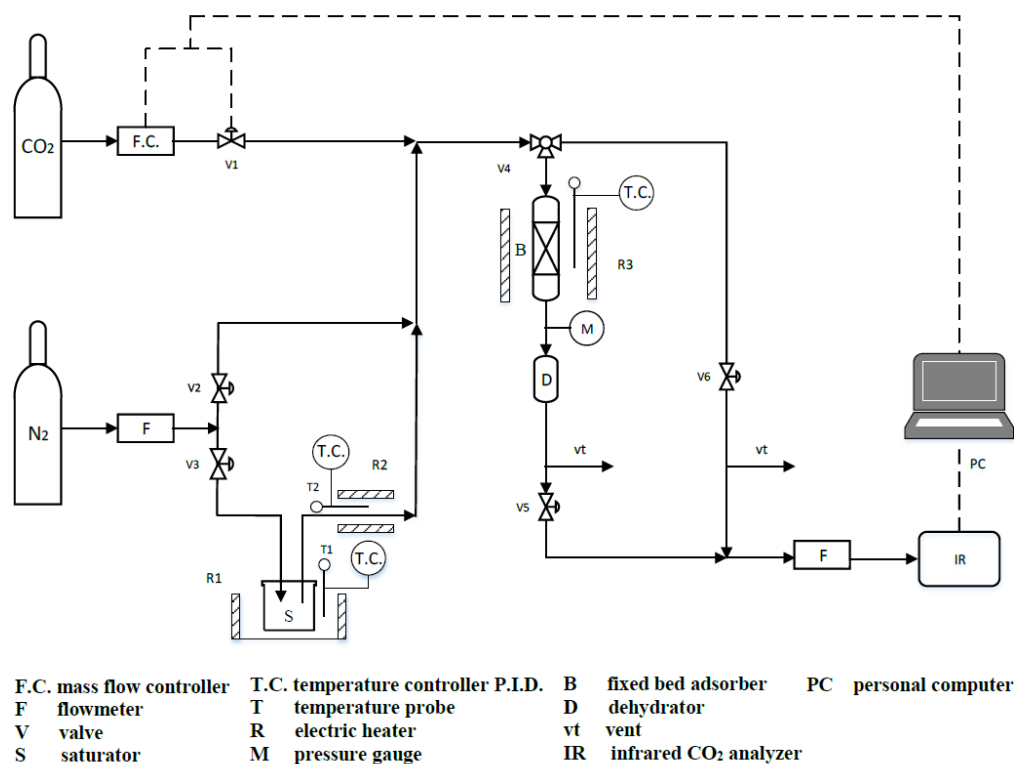 CO₂
F.C.
V1
V4
T.C.
B
R3
M
N₂
F
V2
V3
D
V6
T.C.
R2
T2
vt
vt
PC
V5
T1
T.C.
R1
S
F
IR
F.C. mass flow controller T.C. temperature controller P.I.D. B fixed bed adsorber PC personal computer
F flowmeter T temperature probe D dehydrator
V valve R electric heater vt vent
S saturator M pressure gauge IR infrared CO₂ analyzer